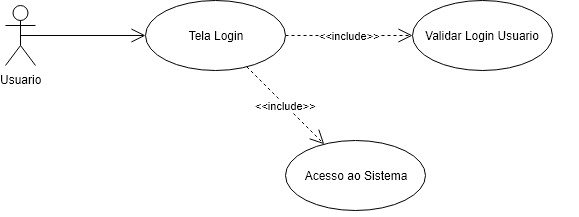 Tela Login
<<include>>
Validar Login Usuario
Usuario
<<include>>
Acesso ao Sistema